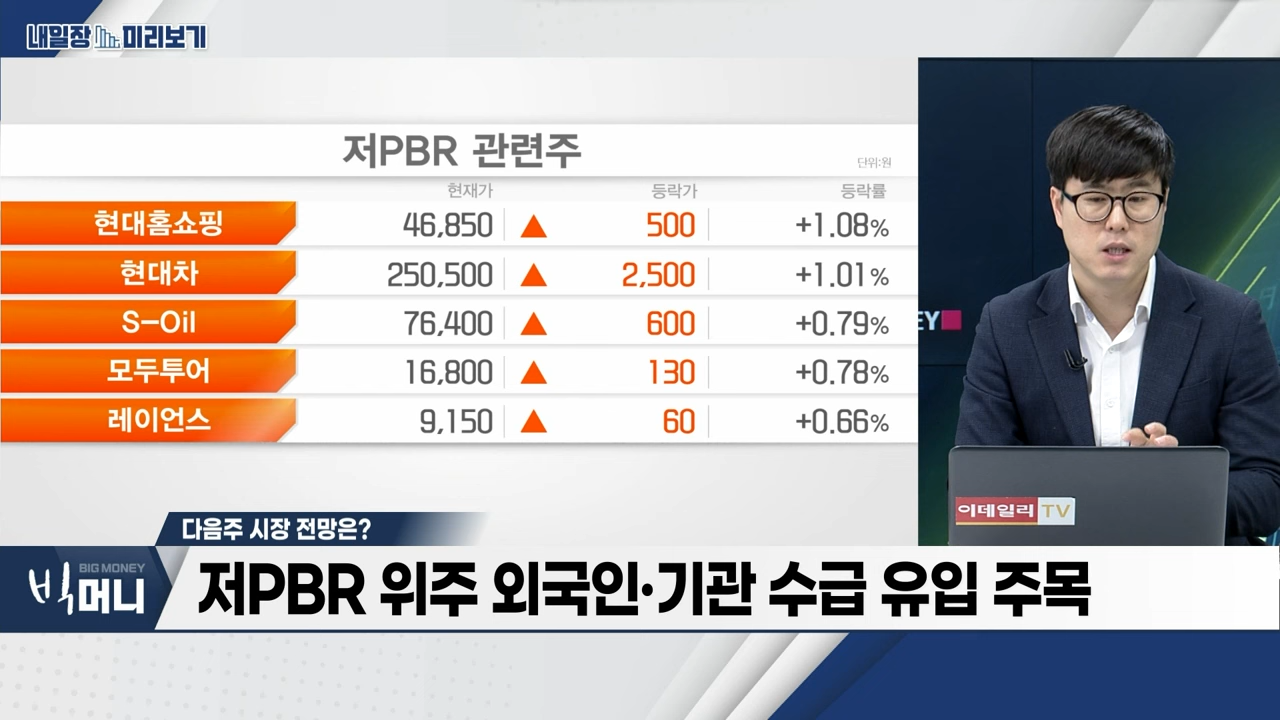 내일장 미리보기
저PBR 관련주
단위:원
현재가 등락가 등락률
현대홈쇼핑 46,850 ▲ 500 +1.08%
현대차 250,500 ▲ 2,500 +1.01%
S-Oil 76,400 ▲ 600 +0.79%
모두투어 16,800 ▲ 130 +0.78%
레이언스 9,150 ▲ 60 +0.66%
EY
이데일리 TV
다음주 시장 전망은?
BIG MONEY
빅머니
저PBR 위주 외국인·기관 수급 유입 주목